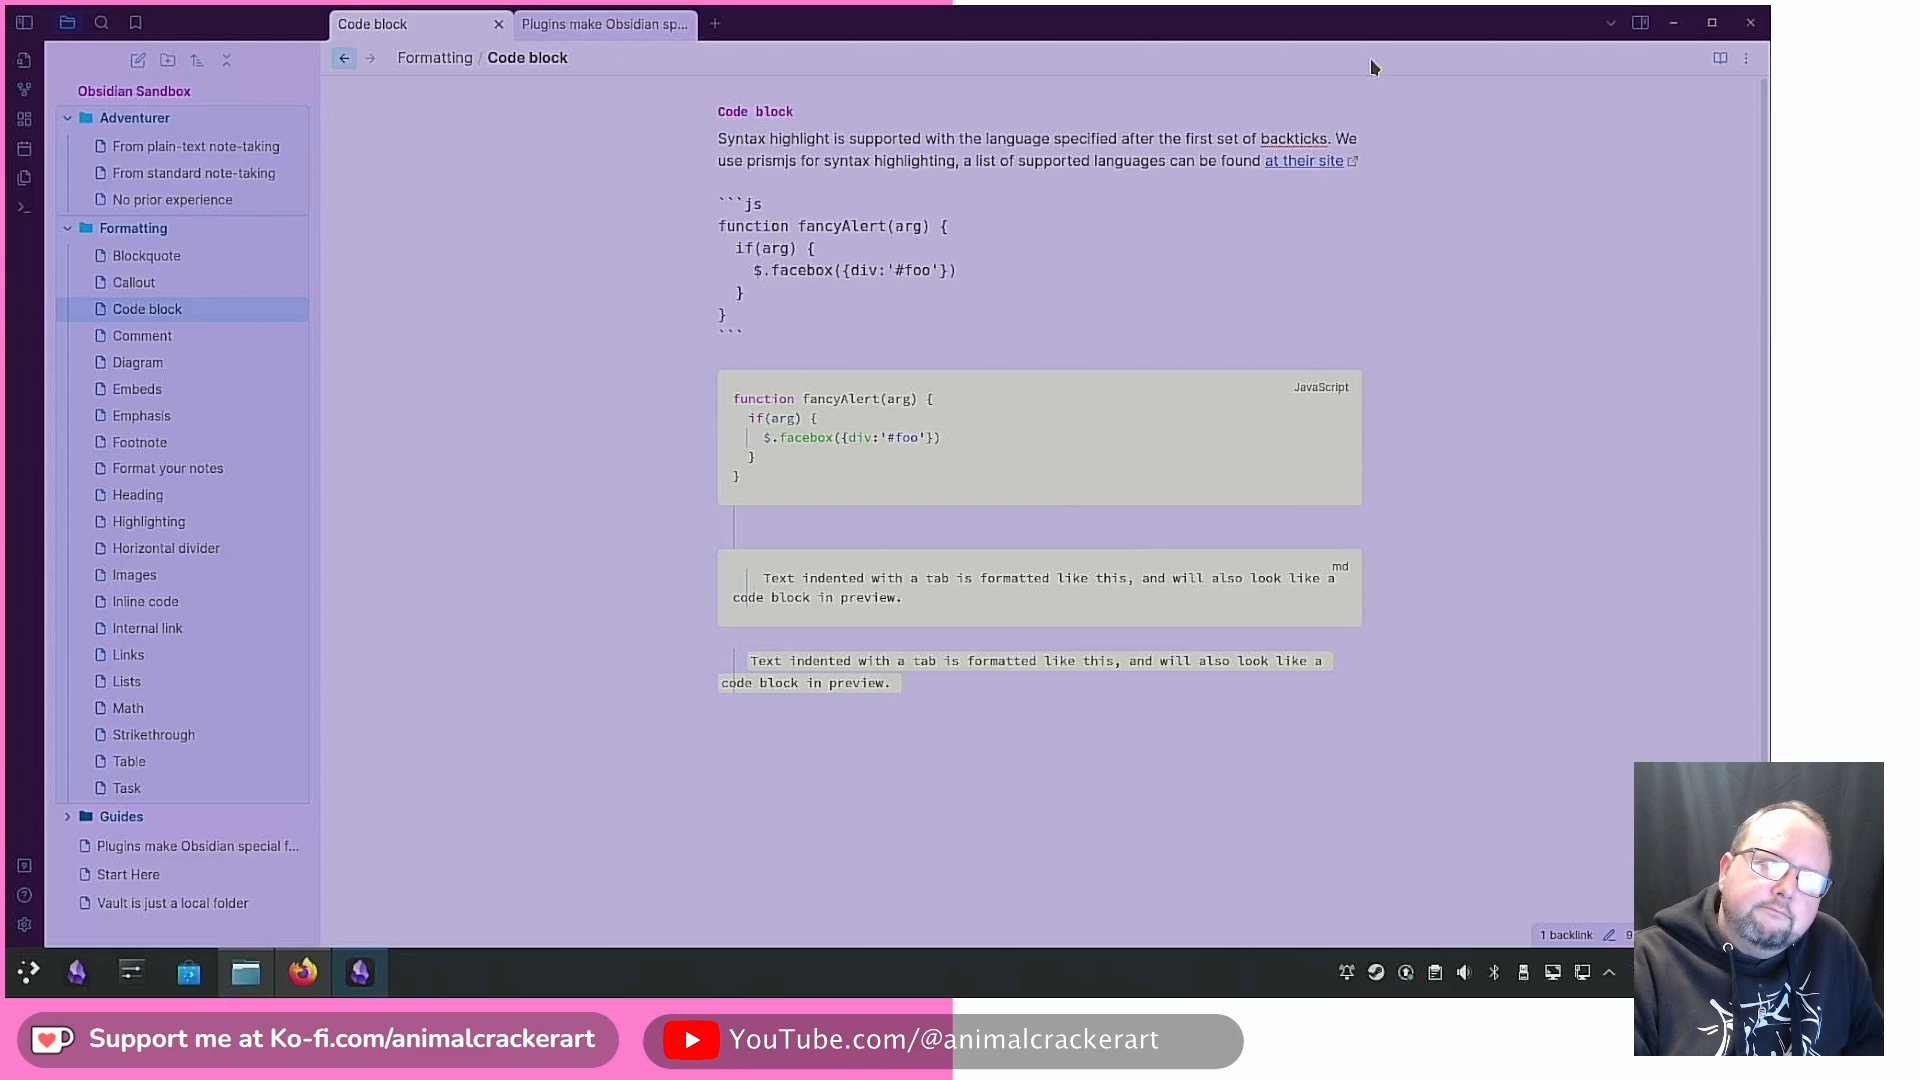 Code block
Plugins make Obsidian sp...
Formatting / Code block
Obsidian Sandbox
Adventurer
From plain-text note-taking
From standard note-taking
No prior experience
Formatting
Blockquote
Callout
Code block
Comment
Diagram
Embeds
Emphasis
Footnote
Format your notes
Heading
Highlighting
Horizontal divider
Images
Inline code
Internal link
Links
Lists
Math
Strikethrough
Table
Task
Guides
Plugins make Obsidian special f...
Start Here
Vault is just a local folder
Code block
Syntax highlight is supported with the language specified after the first set of backticks. We
use prismjs for syntax highlighting, a list of supported languages can be found at their site
```js
function fancyAlert(arg) {
  if(arg) {
    $.facebox({div:'#foo'})
  }
}
```
JavaScript
function fancyAlert(arg) {
  if(arg) {
    $.facebox({div:'#foo'})
  }
}
md
Text indented with a tab is formatted like this, and will also look like a
code block in preview.
Text indented with a tab is formatted like this, and will also look like a
code block in preview.
1 backlink
Support me at Ko-fi.com/animalcrackerart
YouTube.com/@animalcrackerart